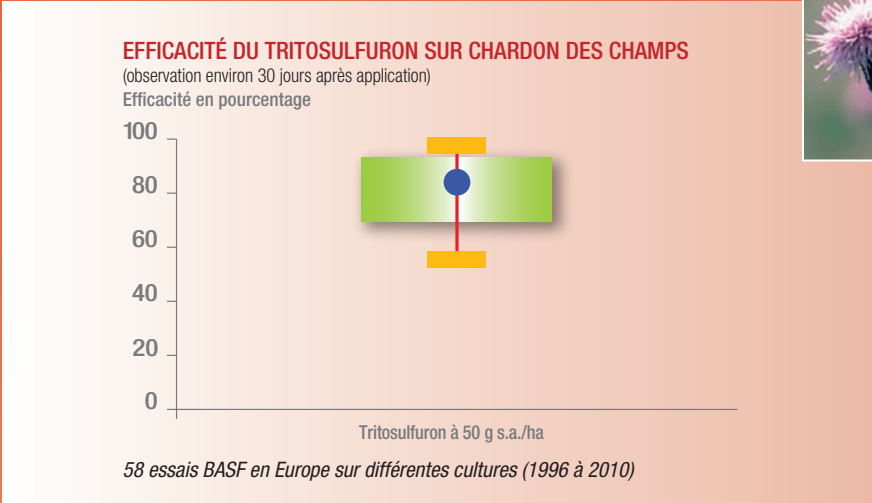 EFFICACITÉ DU TRITOSULFURON SUR CHARDON DES CHAMPS
(observation environ 30 jours après application)
Efficacité en pourcentage
100
80
60
40
20
0
Tritosulfuron à 50 g s.a./ha
58 essais BASF en Europe sur différentes cultures (1996 à 2010)